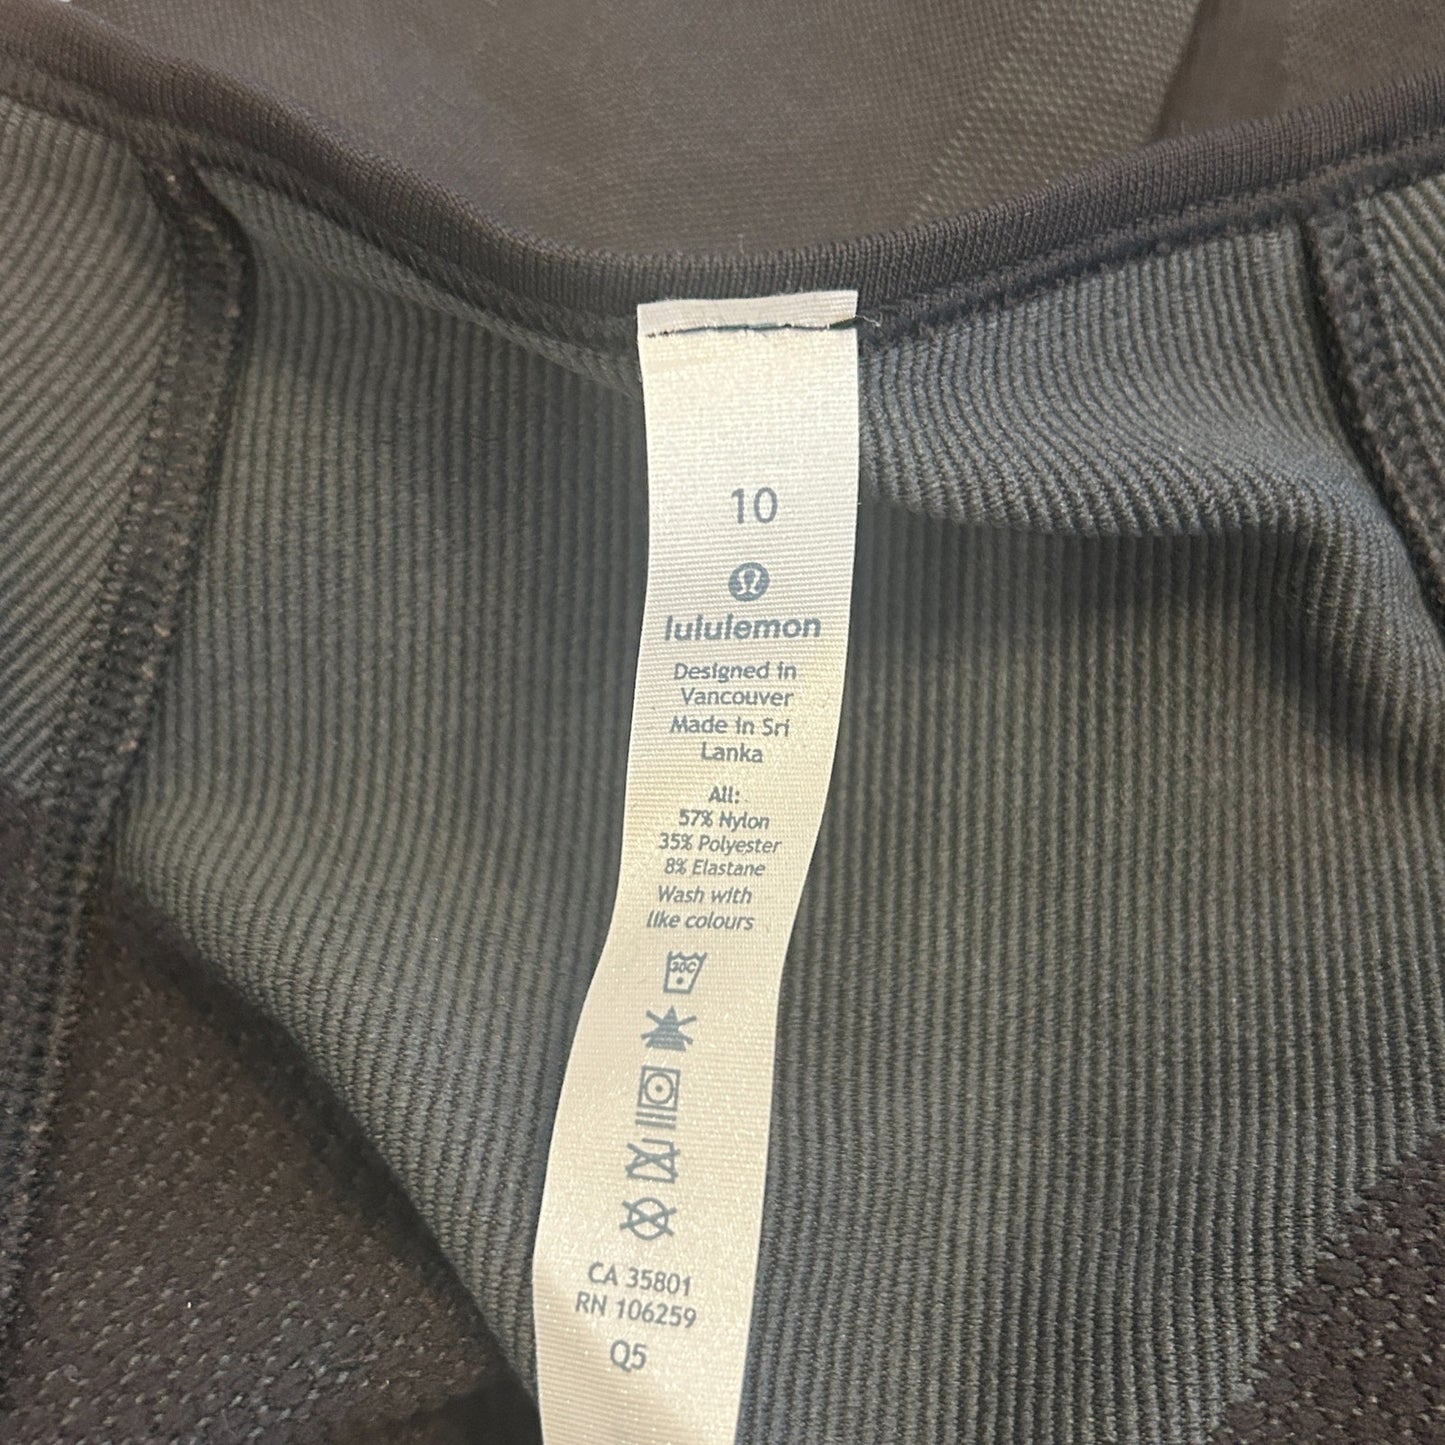 10
lululemon
Designed in
Vancouver
Made in Sri
Lanka
All:
57% Nylon
35% Polyester
8% Elastane
Wash with
like colours
30C
CA 35801
RN 106259
Q5